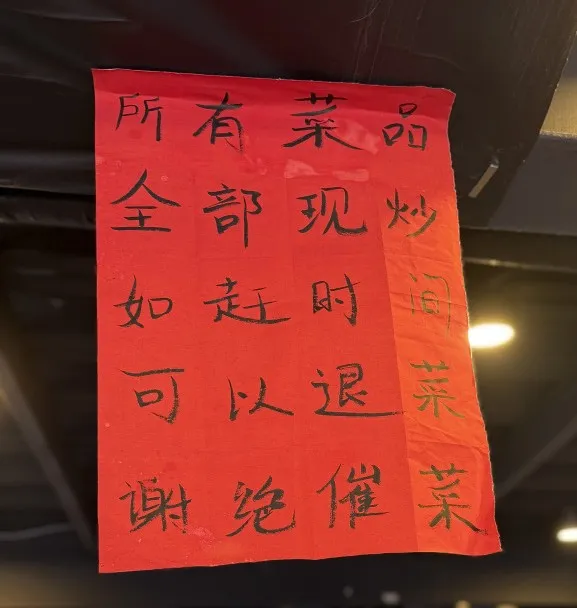 所有菜品
全部现炒
如赶时间
可以退菜
谢绝催菜